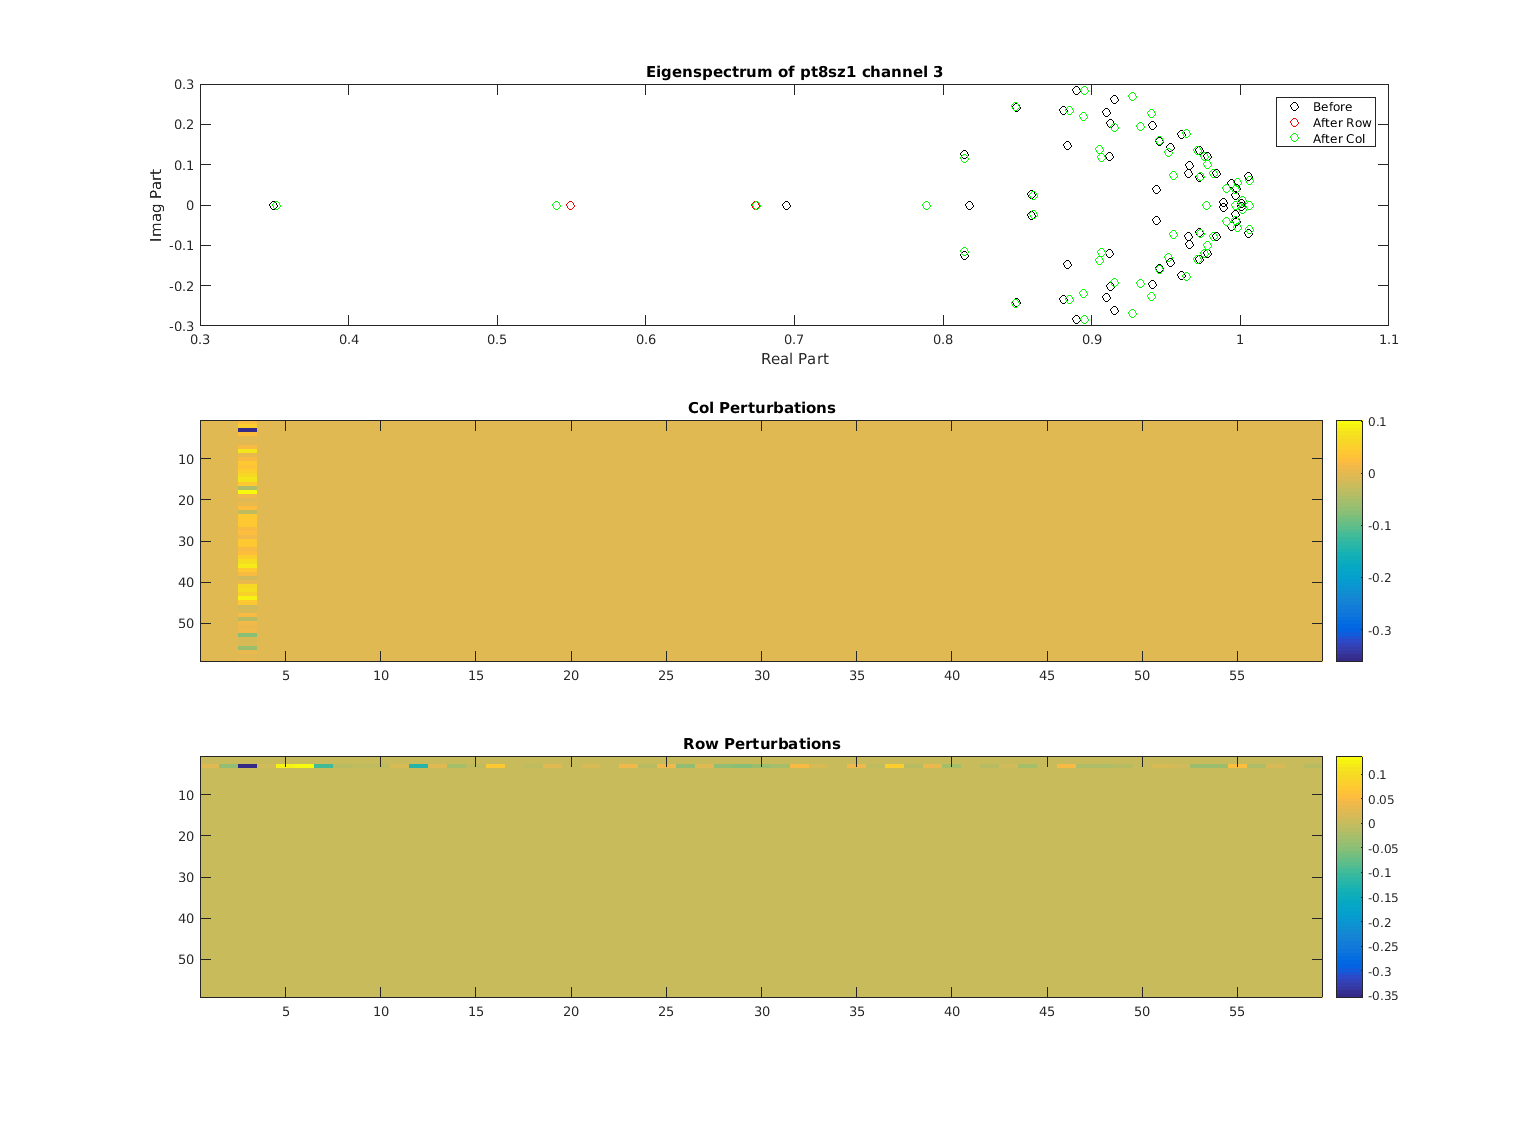 Eigenspectrum of pt8sz1 channel 3
0.3
0.2
0.1
0
-0.1
-0.2
-0.3
Imag Part
Before
After Row
After Col
0.3 0.4 0.5 0.6 0.7 0.8 0.9 1 1.1
Real Part
Col Perturbations
10
20
30
40
50
5 10 15 20 25 30 35 40 45 50 55
0.1
0
-0.1
-0.2
-0.3
Row Perturbations
10
20
30
40
50
5 10 15 20 25 30 35 40 45 50 55
0.1
0.05
0
-0.05
-0.1
-0.15
-0.2
-0.25
-0.3
-0.35